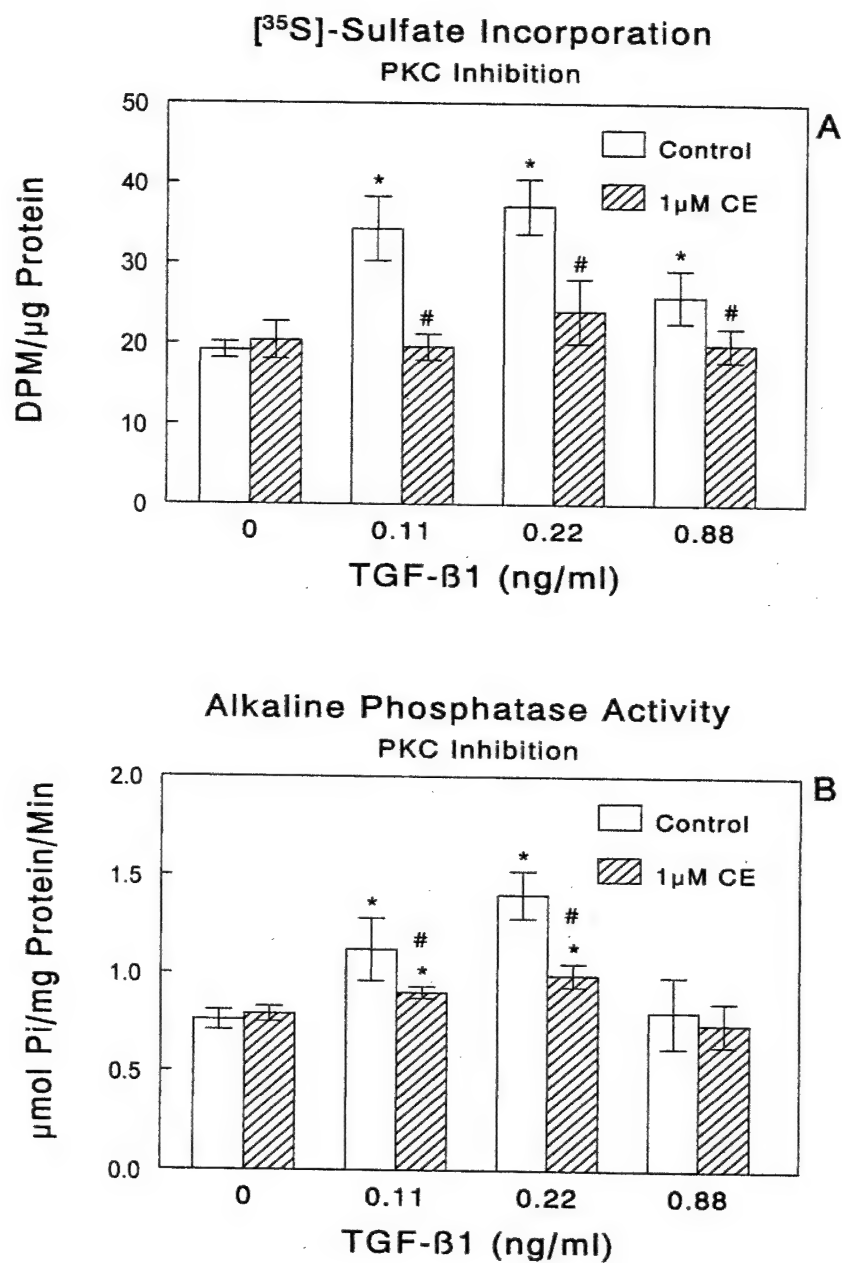 [³⁵S]-Sulfate Incorporation
PKC Inhibition
A
50
40
30
20
10
0
DPM/µg Protein
Control
1µM CE
*
*
*
#
#
#
0 0.11 0.22 0.88
TGF-ß1 (ng/ml)
Alkaline Phosphatase Activity
PKC Inhibition
B
2.0
1.5
1.0
0.5
0.0
µmol Pi/mg Protein/Min
Control
1µM CE
*
*
#
*
#
*
0 0.11 0.22 0.88
TGF-ß1 (ng/ml)